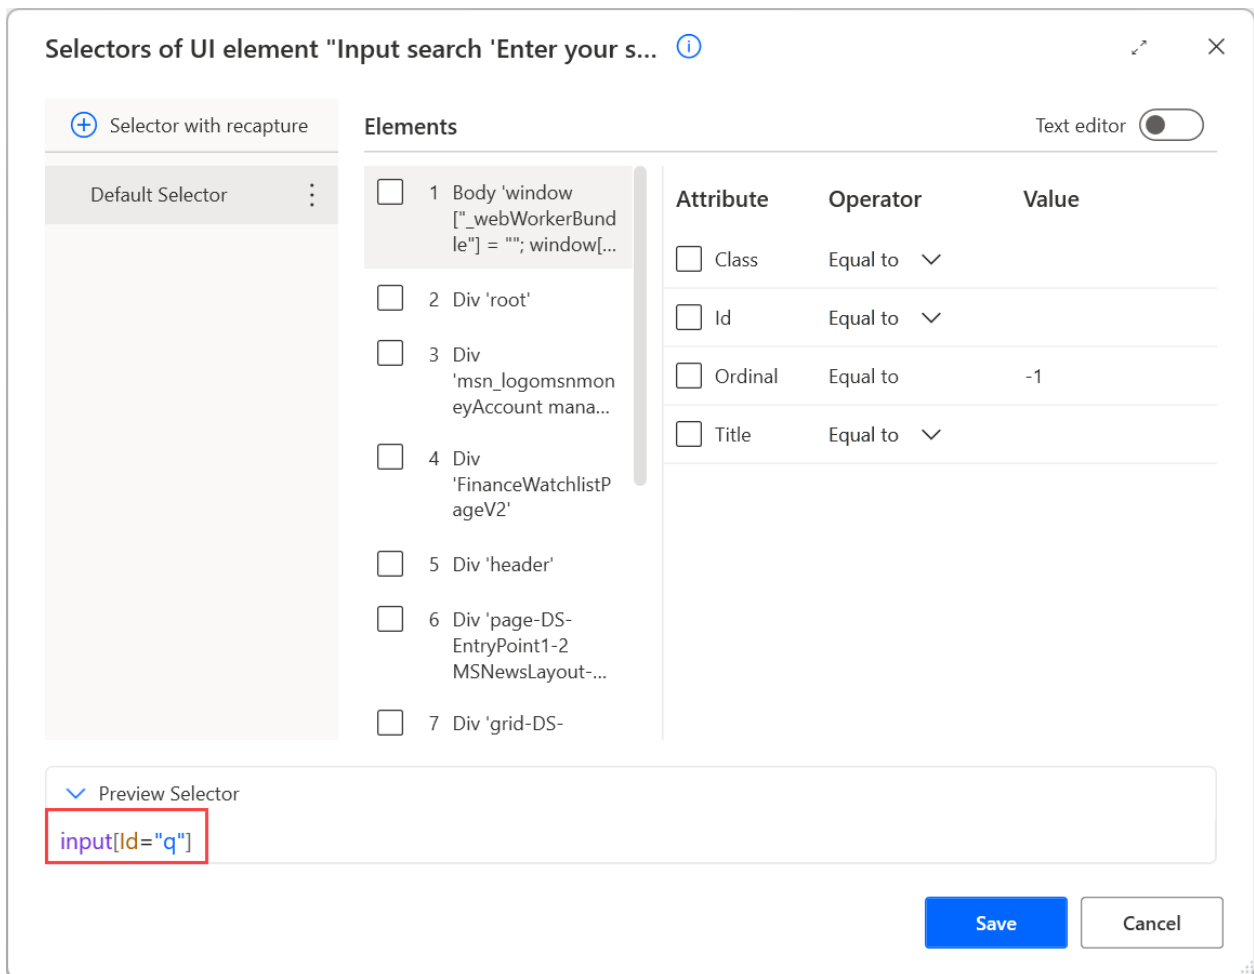 Selectors of UI element "Input search 'Enter your s...
Selector with recapture
Default Selector
Elements
Text editor
1 Body 'window
["_webWorkerBund
le"] = ""; window[...
2 Div 'root'
3 Div
'msn_logomsnmon
eyAccount mana...
4 Div
'FinanceWatchlistP
ageV2'
5 Div 'header'
6 Div 'page-DS-
EntryPoint1-2
MSNewsLayout-...
7 Div 'grid-DS-
Attribute Operator Value
Class Equal to
Id Equal to
Ordinal Equal to -1
Title Equal to
Preview Selector
input[Id="q"]
Save Cancel